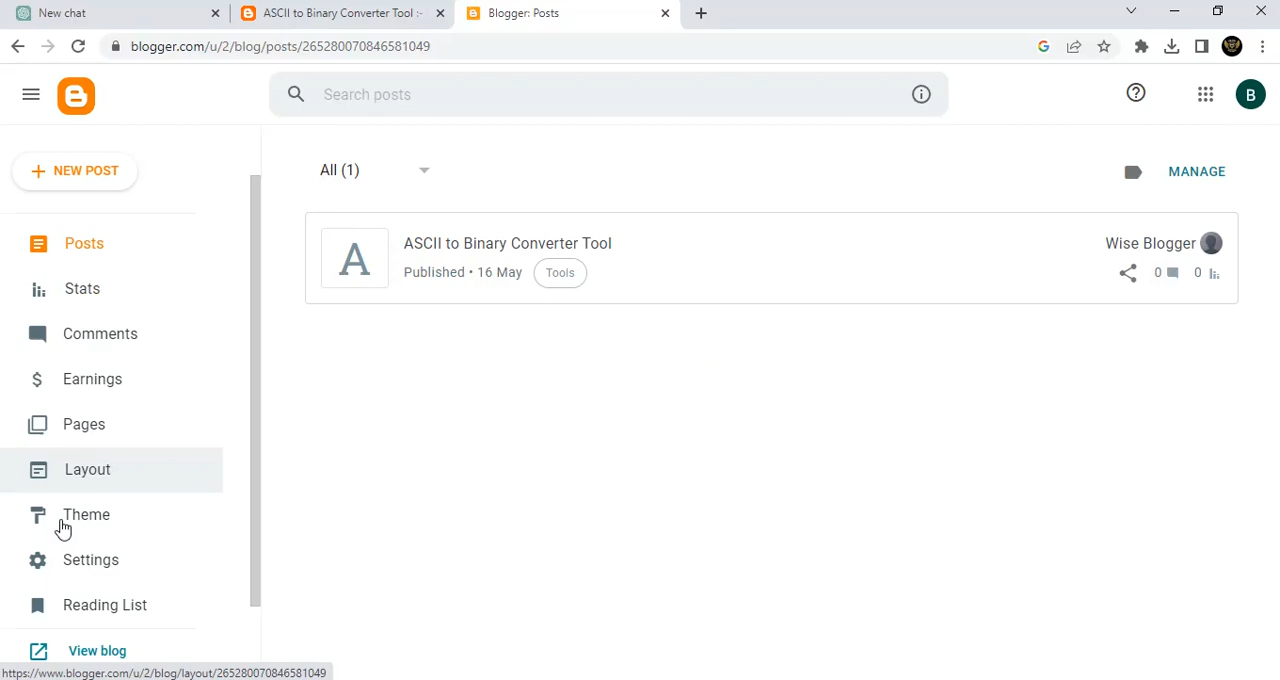 New chat
ASCII to Binary Converter Tool :-
Blogger: Posts
blogger.com/u/2/blog/posts/265280070846581049
Search posts
B
NEW POST
All (1)
MANAGE
Posts
A
ASCII to Binary Converter Tool
Wise Blogger
Published • 16 May
Tools
0
0
Stats
Comments
Earnings
Pages
Layout
Theme
Settings
Reading List
View blog
https://www.blogger.com/u/2/blog/layout/265280070846581049